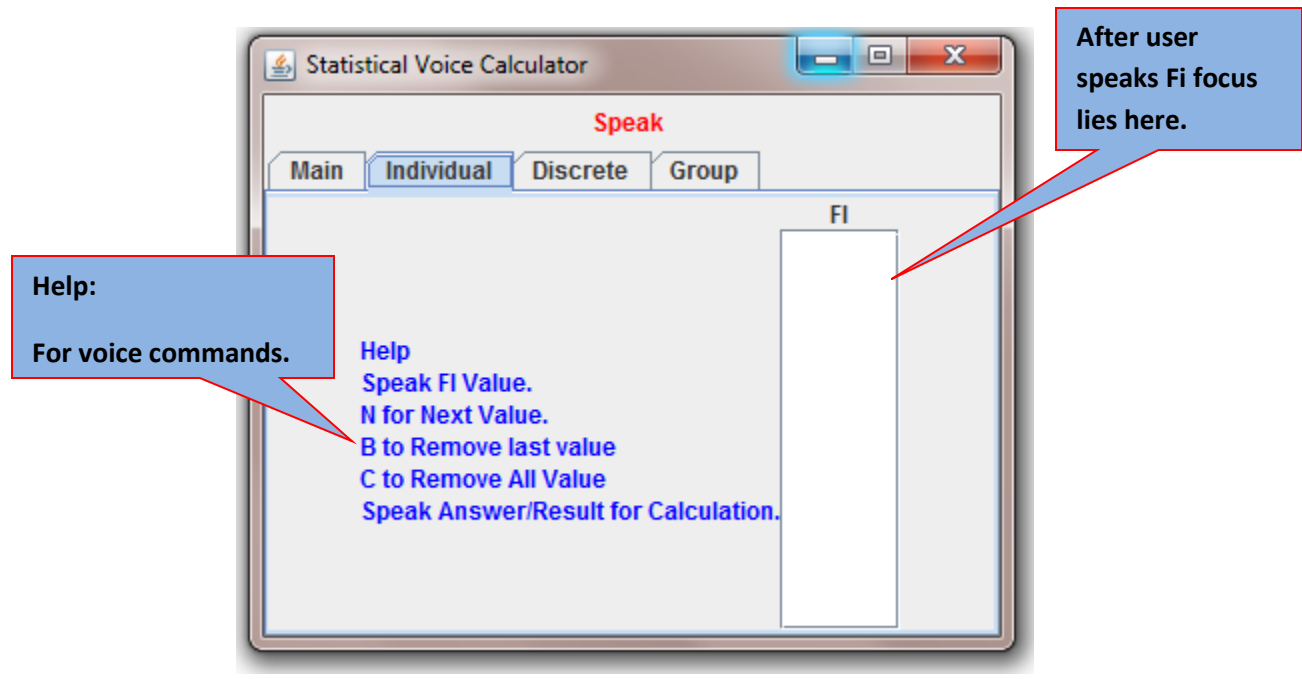 After user
speaks Fi focus
lies here.
Statistical Voice Calculator
Speak
Main Individual Discrete Group
FI
Help:
For voice commands.
Help
Speak FI Value.
N for Next Value.
B to Remove last value
C to Remove All Value
Speak Answer/Result for Calculation.